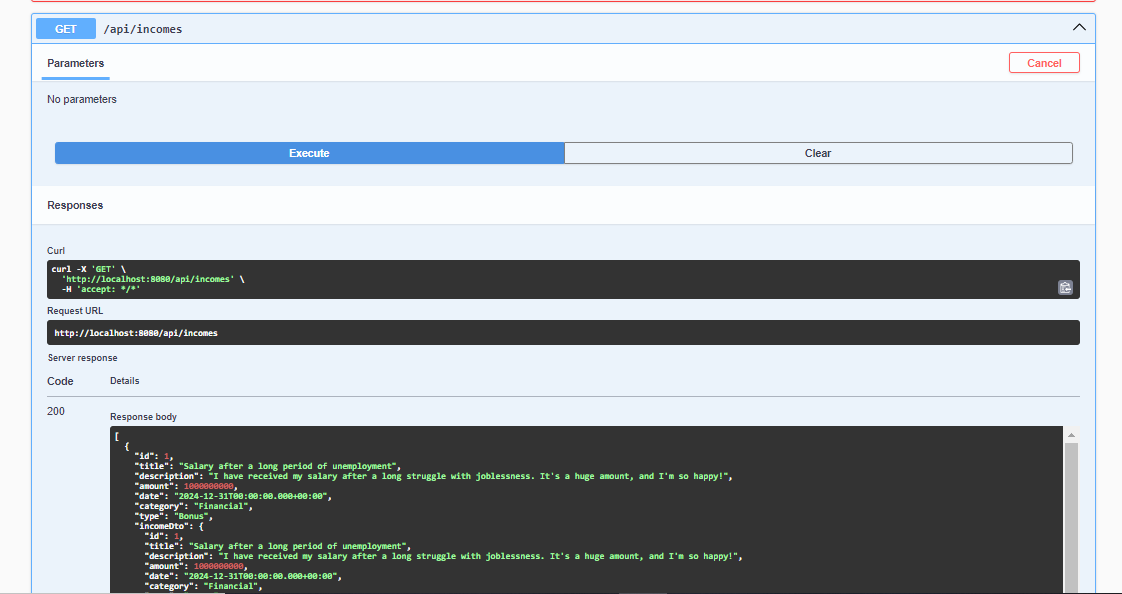 GET /api/incomes
Parameters
Cancel
No parameters
Execute
Clear
Responses
Curl
curl -X 'GET' \
  'http://localhost:8080/api/incomes' \
  -H 'accept: */*'
Request URL
http://localhost:8080/api/incomes
Server response
Code Details
200
Response body
[
  {
    "id": 1,
    "title": "Salary after a long period of unemployment",
    "description": "I have received my salary after a long struggle with joblessness. It's a huge amount, and I'm so happy!",
    "amount": 1000000000,
    "date": "2024-12-31T00:00:00.000+00:00",
    "category": "Financial",
    "type": "Bonus",
    "incomeDto": {
      "id": 1,
      "title": "Salary after a long period of unemployment",
      "description": "I have received my salary after a long struggle with joblessness. It's a huge amount, and I'm so happy!",
      "amount": 1000000000,
      "date": "2024-12-31T00:00:00.000+00:00",
      "category": "Financial",